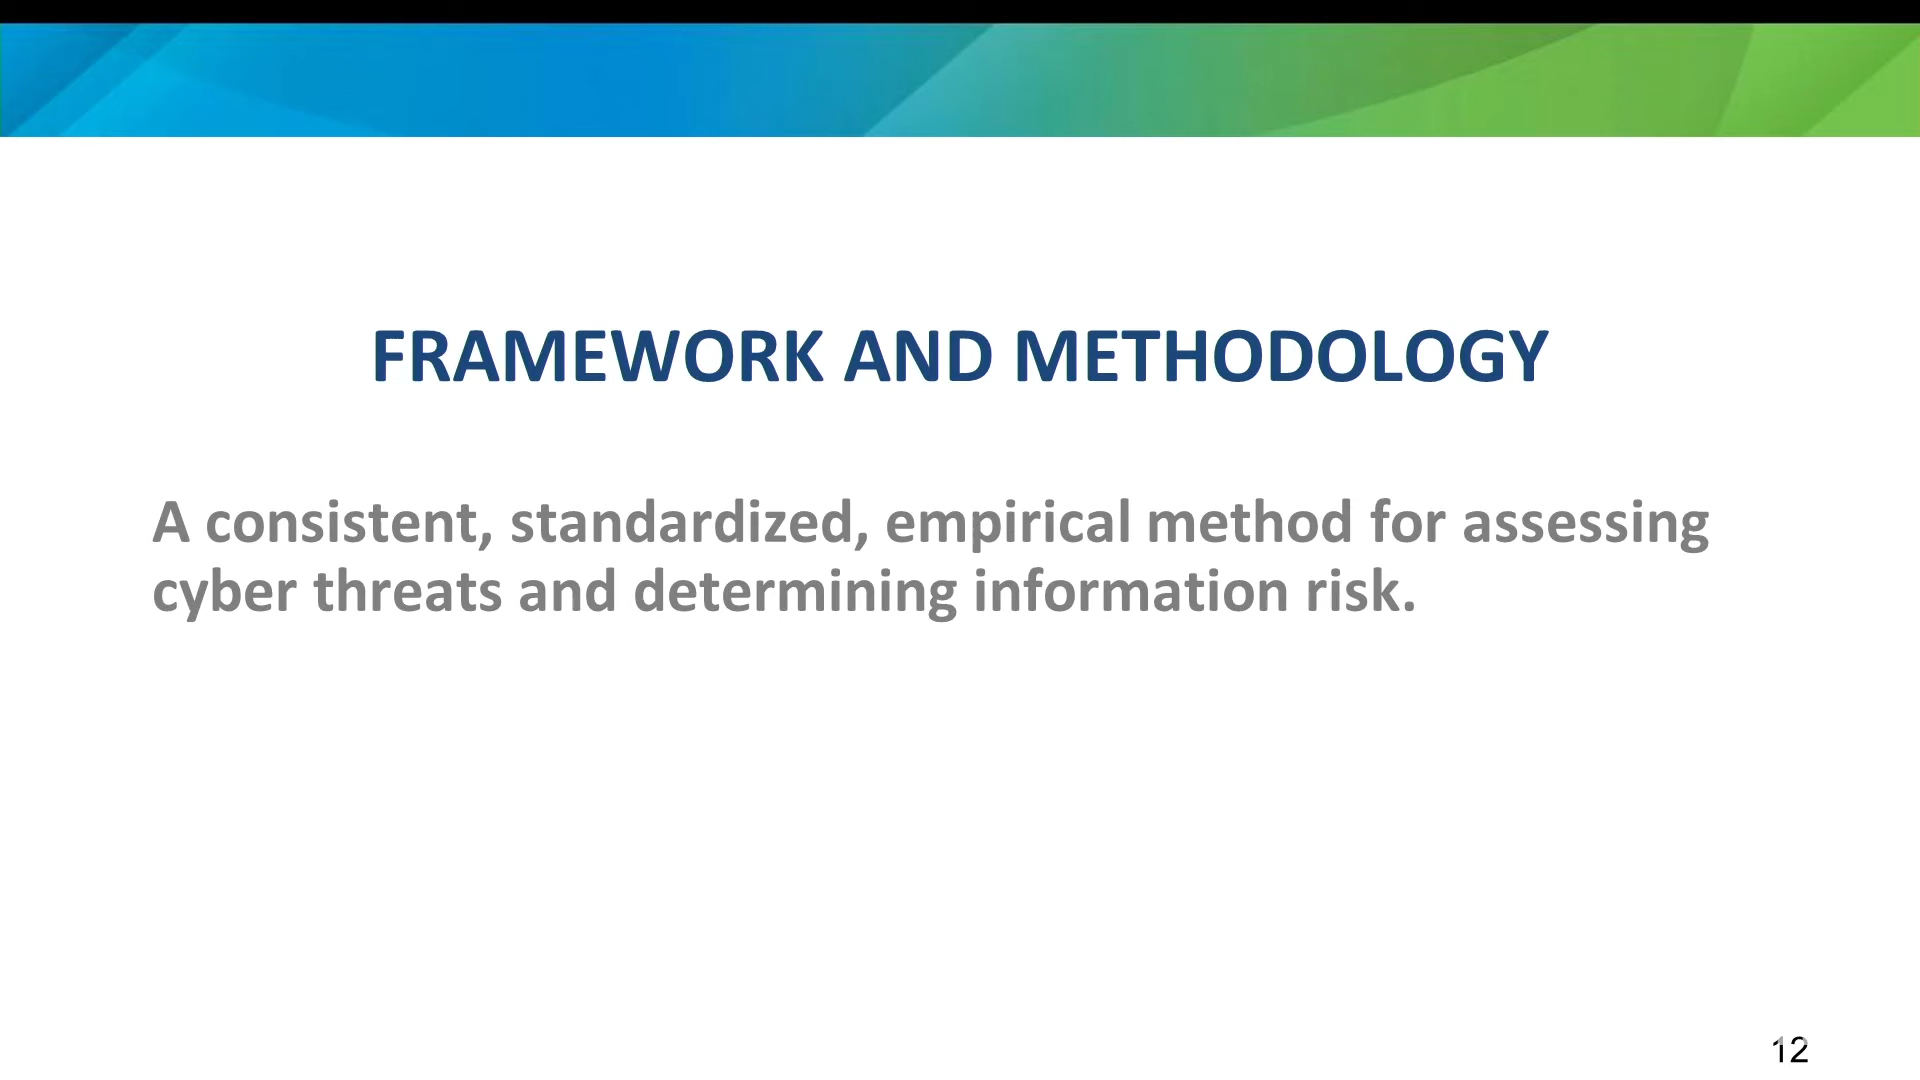 FRAMEWORK AND METHODOLOGY
A consistent, standardized, empirical method for assessing
cyber threats and determining information risk.
12